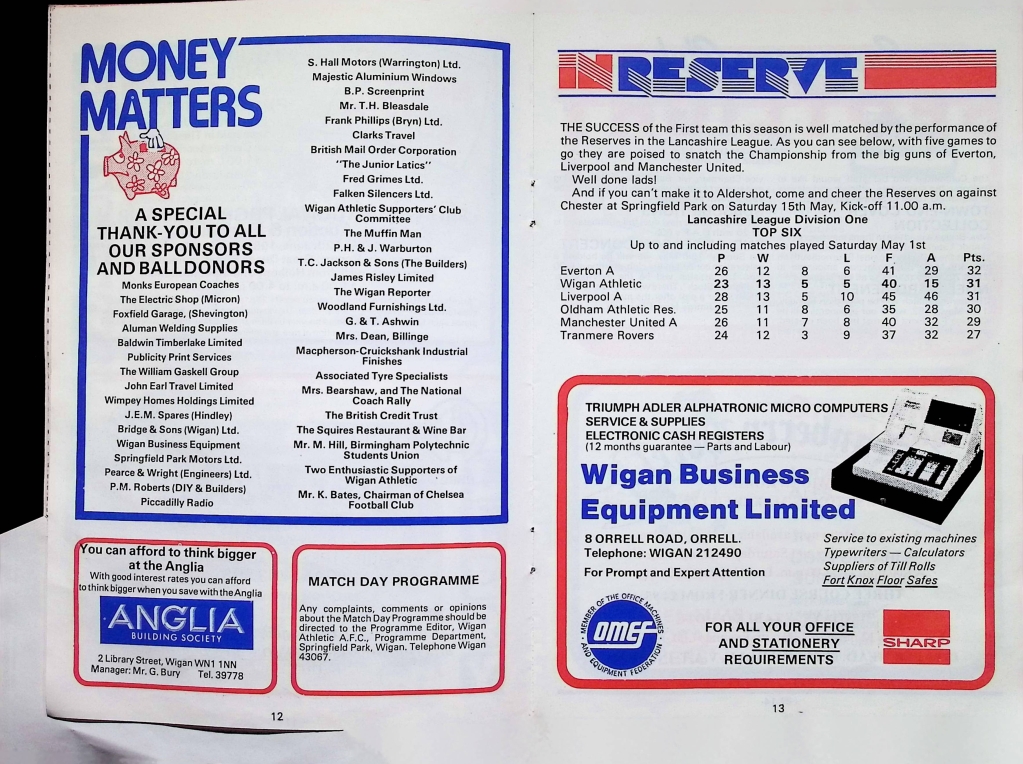 MONEY
MATTERS
A SPECIAL
THANK-YOU TO ALL
OUR SPONSORS
AND BALL DONORS
Monks European Coaches
The Electric Shop (Micron)
Foxfield Garage, (Shevington)
Aluman Welding Supplies
Baldwin Timberlake Limited
Publicity Print Services
The William Gaskell Group
John Earl Travel Limited
Wimpey Homes Holdings Limited
J.E.M. Spares (Hindley)
Bridge & Sons (Wigan) Ltd.
Wigan Business Equipment
Springfield Park Motors Ltd.
Pearce & Wright (Engineers) Ltd.
P.M. Roberts (DIY & Builders)
Piccadilly Radio
S. Hall Motors (Warrington) Ltd.
Majestic Aluminium Windows
B.P. Screenprint
Mr. T.H. Bleasdale
Frank Phillips (Bryn) Ltd.
Clarks Travel
British Mail Order Corporation
"The Junior Latics"
Fred Grimes Ltd.
Falken Silencers Ltd.
Wigan Athletic Supporters' Club
Committee
The Muffin Man
P.H. & J. Warburton
T.C. Jackson & Sons (The Builders)
James Risley Limited
The Wigan Reporter
Woodland Furnishings Ltd.
G. & T. Ashwin
Mrs. Dean, Billinge
Macpherson-Cruickshank Industrial
Finishes
Associated Tyre Specialists
Mrs. Bearshaw, and The National
Coach Rally
The British Credit Trust
The Squires Restaurant & Wine Bar
Mr. M. Hill, Birmingham Polytechnic
Students Union
Two Enthusiastic Supporters of
Wigan Athletic
Mr. K. Bates, Chairman of Chelsea
Football Club
You can afford to think bigger
at the Anglia
With good interest rates you can afford
to think bigger when you save with the Anglia
ANGLIA
BUILDING SOCIETY
2 Library Street, Wigan WN1 1NN
Manager: Mr. G. Bury Tel. 39778
MATCH DAY PROGRAMME
Any complaints, comments or opinions
about the Match Day Programme should be
directed to the Programme Editor, Wigan
Athletic A.F.C., Programme Department,
Springfield Park, Wigan. Telephone Wigan
43067.
12
IN RESERVE
THE SUCCESS of the First team this season is well matched by the performance
of the Reserves in the Lancashire League. As you can see below, with five games to
go they are poised to snatch the Championship from the big guns of Everton,
Liverpool and Manchester United.
Well done lads!
And if you can't make it to Aldershot, come and cheer the Reserves on against
Chester at Springfield Park on Saturday 15th May, Kick-off 11.00 a.m.
Lancashire League Division One
TOP SIX
Up to and including matches played Saturday May 1st
P W L F A Pts.
Everton A 26 12 8 6 41 29 32
Wigan Athletic 23 13 5 5 40 15 31
Liverpool A 28 13 5 10 45 46 31
Oldham Athletic Res. 25 11 8 6 35 28 30
Manchester United A 26 11 7 8 40 32 29
Tranmere Rovers 24 12 3 9 37 32 27
TRIUMPH ADLER ALPHATRONIC MICRO COMPUTERS
SERVICE & SUPPLIES
ELECTRONIC CASH REGISTERS
(12 months guarantee — Parts and Labour)
Wigan Business
Equipment Limited
8 ORRELL ROAD, ORRELL.
Telephone: WIGAN 212490
For Prompt and Expert Attention
Service to existing machines
Typewriters — Calculators
Suppliers of Till Rolls
Fort Knox Floor Safes
MEMBER OF THE OFFICE MACHINES
omef
AND EQUIPMENT FEDERATION
FOR ALL YOUR OFFICE
AND STATIONERY
REQUIREMENTS
SHARP
13